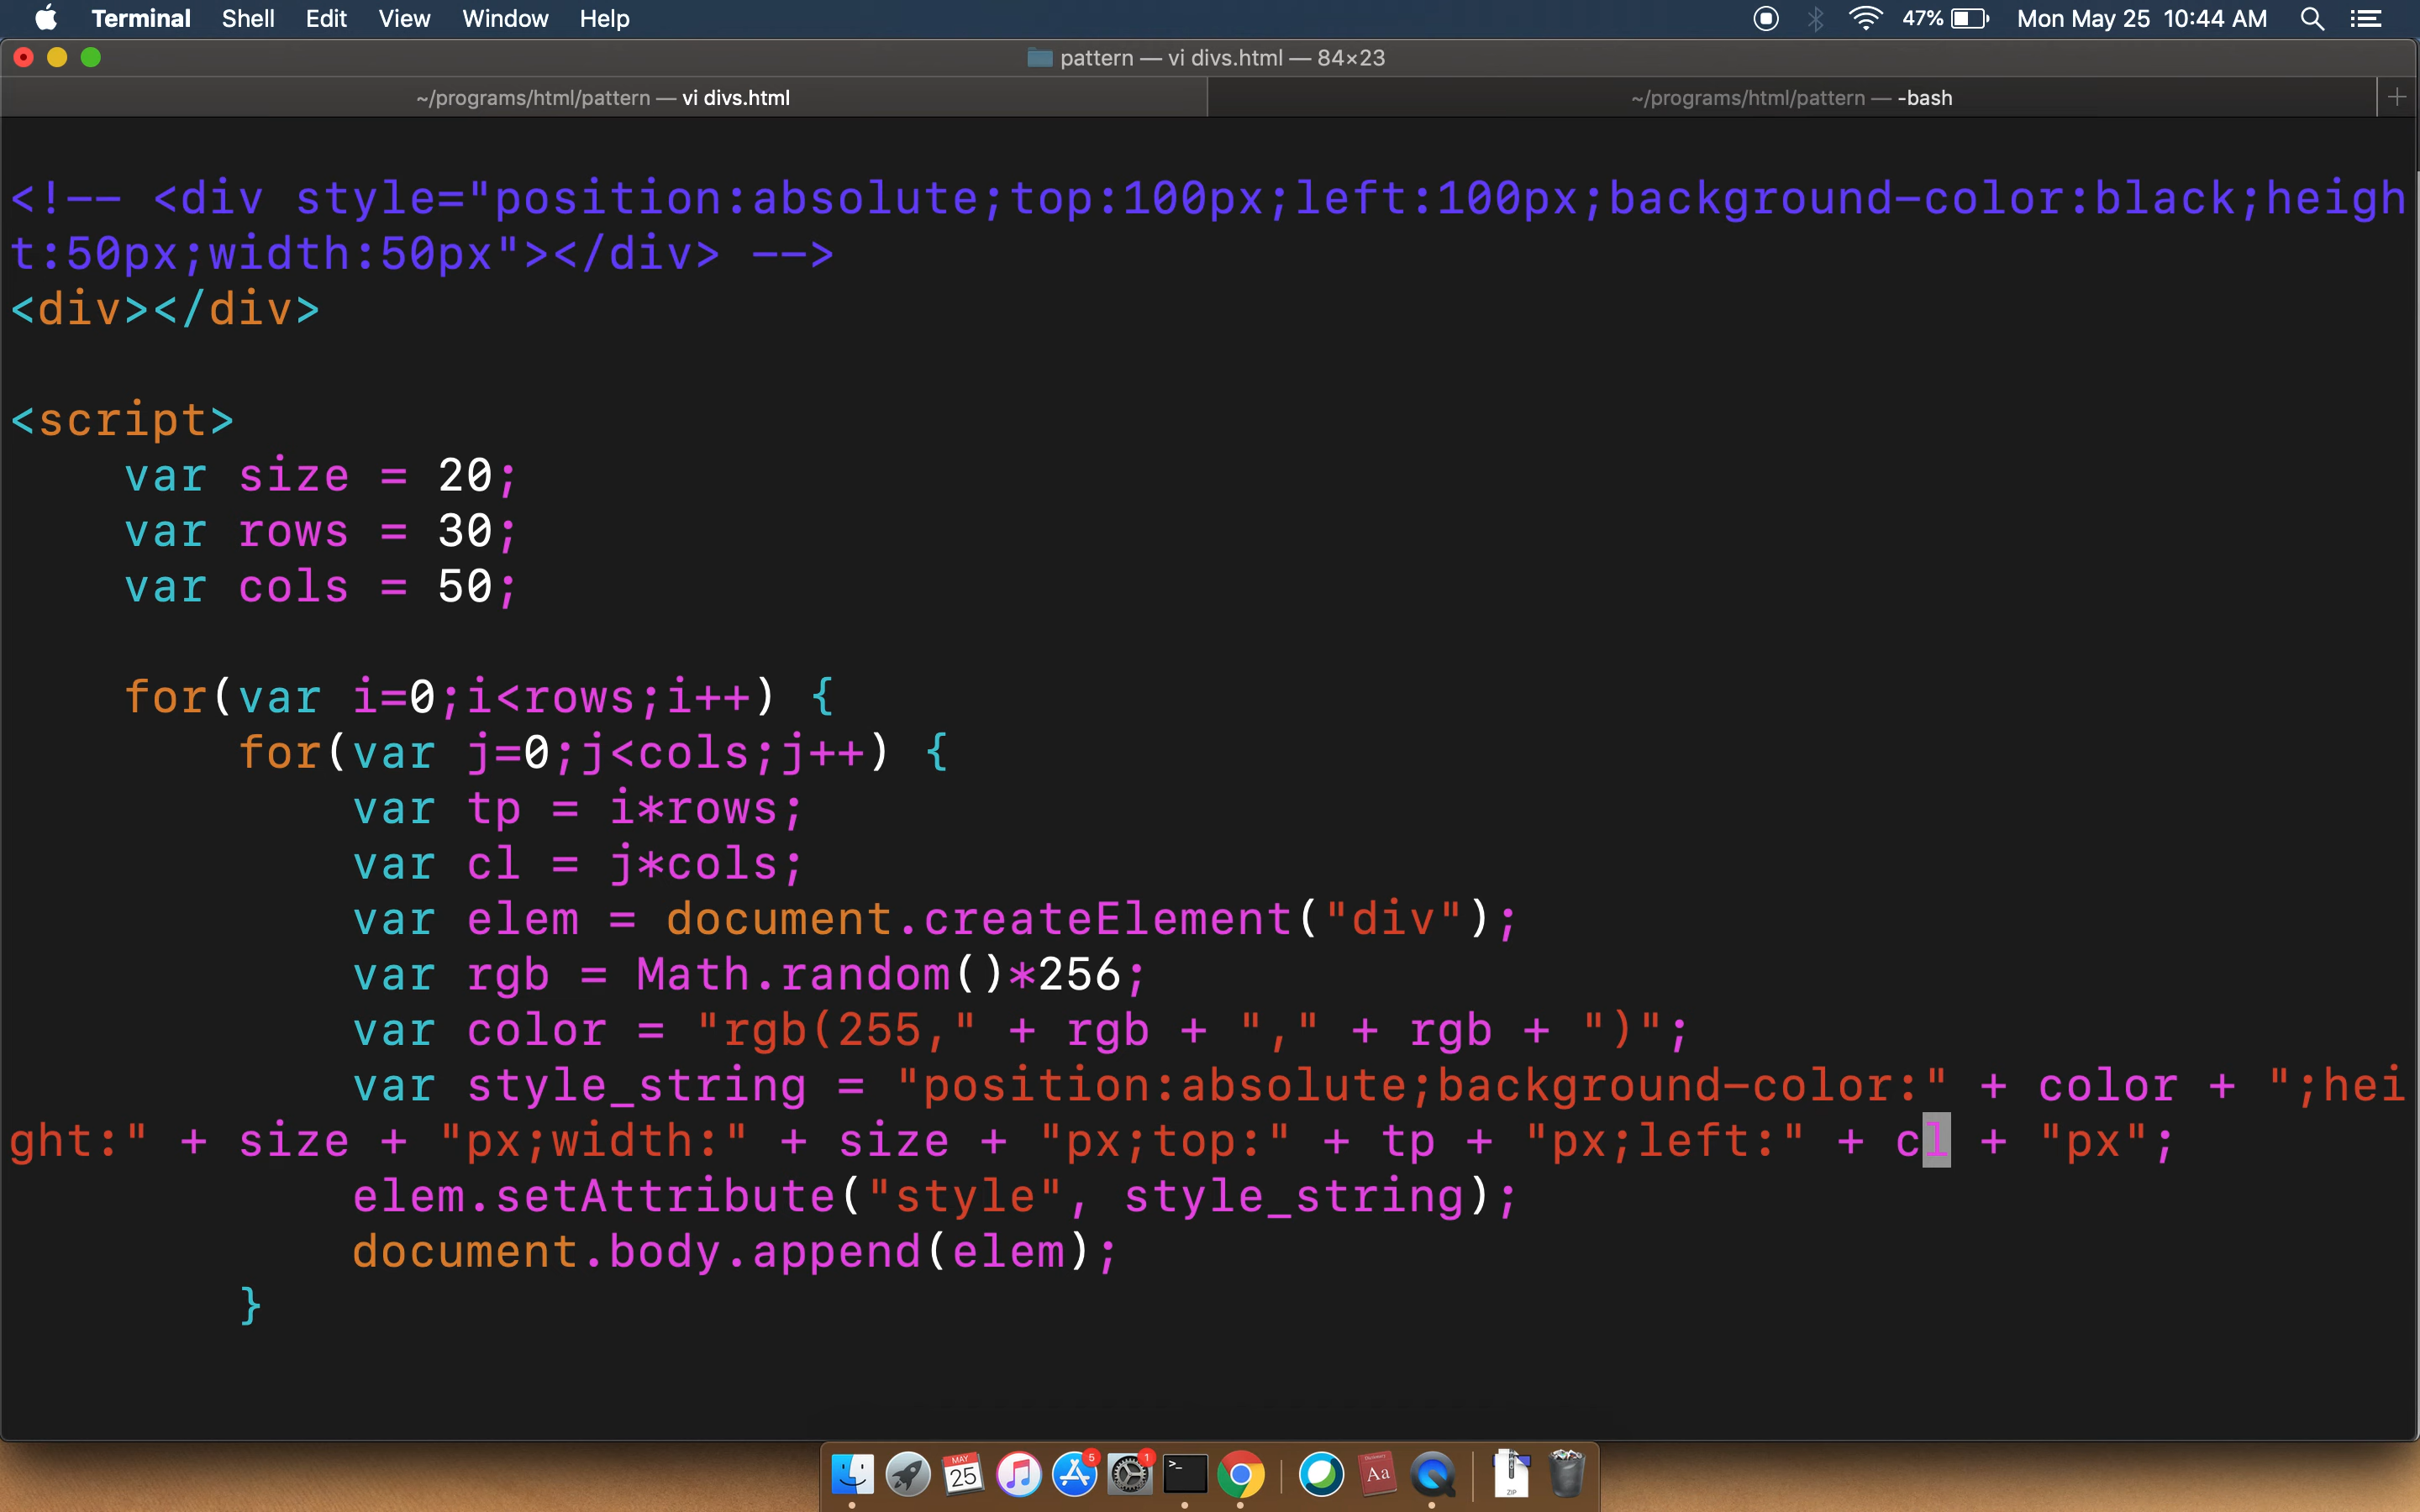 Terminal Shell Edit View Window Help 47% Mon May 25 10:44 AM
pattern — vi divs.html — 84×23
~/programs/html/pattern — vi divs.html ~/programs/html/pattern — -bash
<!-- <div style="position:absolute;top:100px;left:100px;background-color:black;heigh
t:50px;width:50px"></div> -->
<div></div>
<script>
    var size = 20;
    var rows = 30;
    var cols = 50;
    for(var i=0;i<rows;i++) {
        for(var j=0;j<cols;j++) {
            var tp = i*rows;
            var cl = j*cols;
            var elem = document.createElement("div");
            var rgb = Math.random()*256;
            var color = "rgb(255," + rgb + "," + rgb + ")";
            var style_string = "position:absolute;background-color:" + color + ";hei
ght:" + size + "px;width:" + size + "px;top:" + tp + "px;left:" + cl + "px";
            elem.setAttribute("style", style_string);
            document.body.append(elem);
        }
MAY 5 1
25 >_ Aa
ZIP